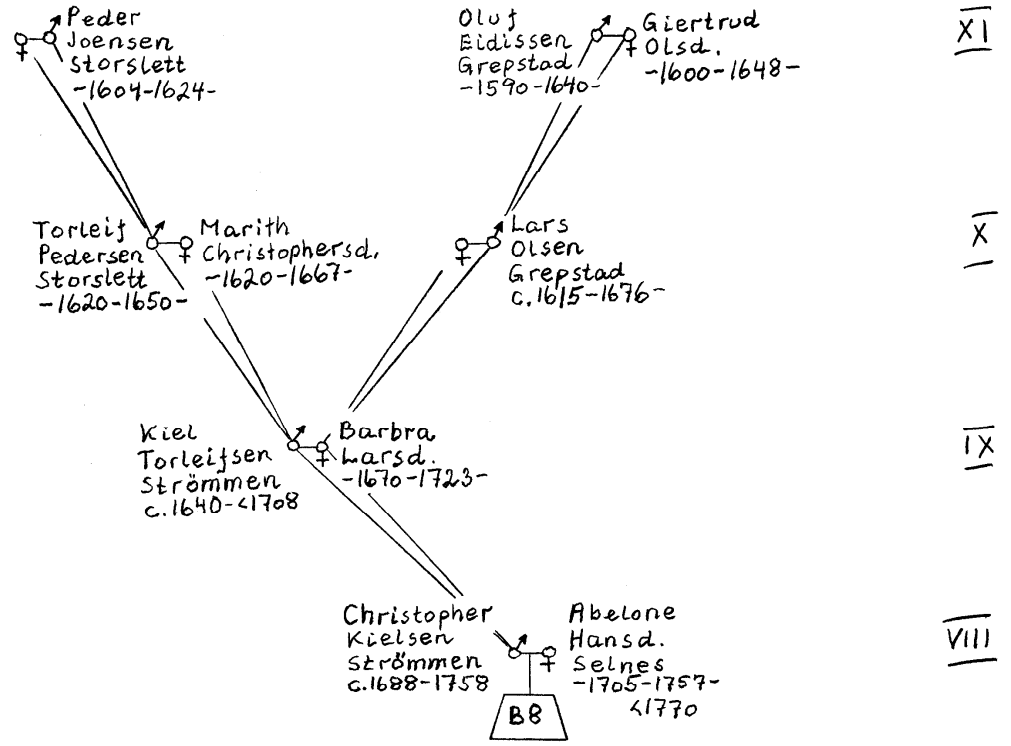 Peder
Joensen
Storslett
-1604-1624-
Oluf
Eidissen
Grepstad
-1590-1640-
Giertrud
Olsd.
-1600-1648-
XI
Torleif
Pedersen
Storslett
-1620-1650-
Marith
Christophersd.
-1620-1667-
Lars
Olsen
Grepstad
c.1615-1676-
X
Kiel
Torleifsen
Strömmen
c.1640-<1708
Barbra
Larsd.
-1670-1723-
IX
Christopher
Kielsen
Strömmen
c.1688-1758
Abelone
Hansd.
Selnes
-1705-1757-
<1770
VIII
B8